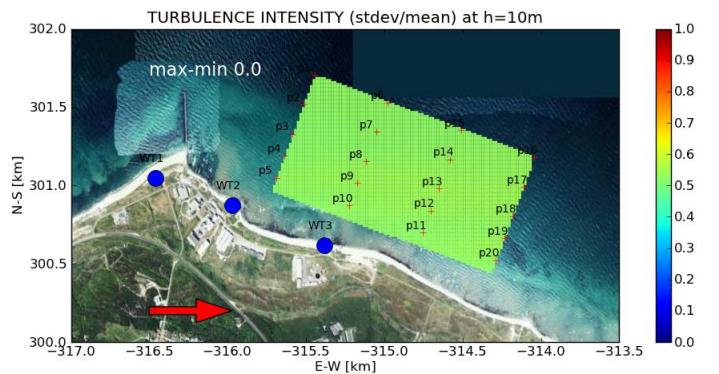 TURBULENCE INTENSITY (stdev/mean) at h=10m
302.0
301.5
301.0
300.5
300.0
N-S [km]
max-min 0.0
WT1
WT2
WT3
p2
p3
p4
p5
p6
p7
p8
p9
p10
p11
p12
p13
p14
p15
p16
p17
p18
p19
p20
−317.0 −316.5 −316.0 −315.5 −315.0 −314.5 −314.0 −313.5
E-W [km]
1.0
0.9
0.8
0.7
0.6
0.5
0.4
0.3
0.2
0.1
0.0